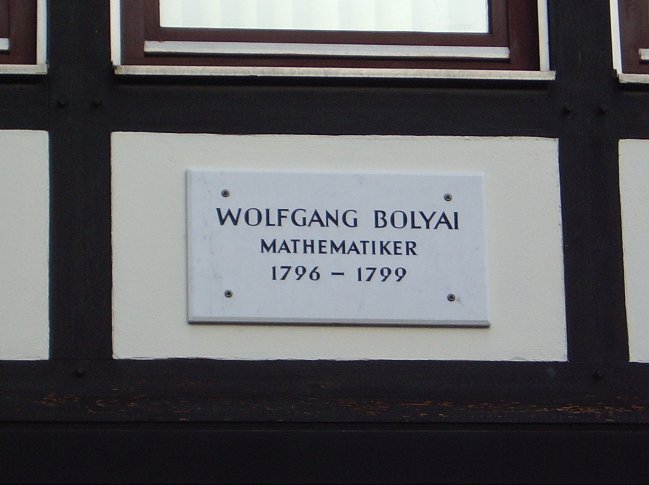 WOLFGANG BOLYAI
MATHEMATIKER
1796 – 1799